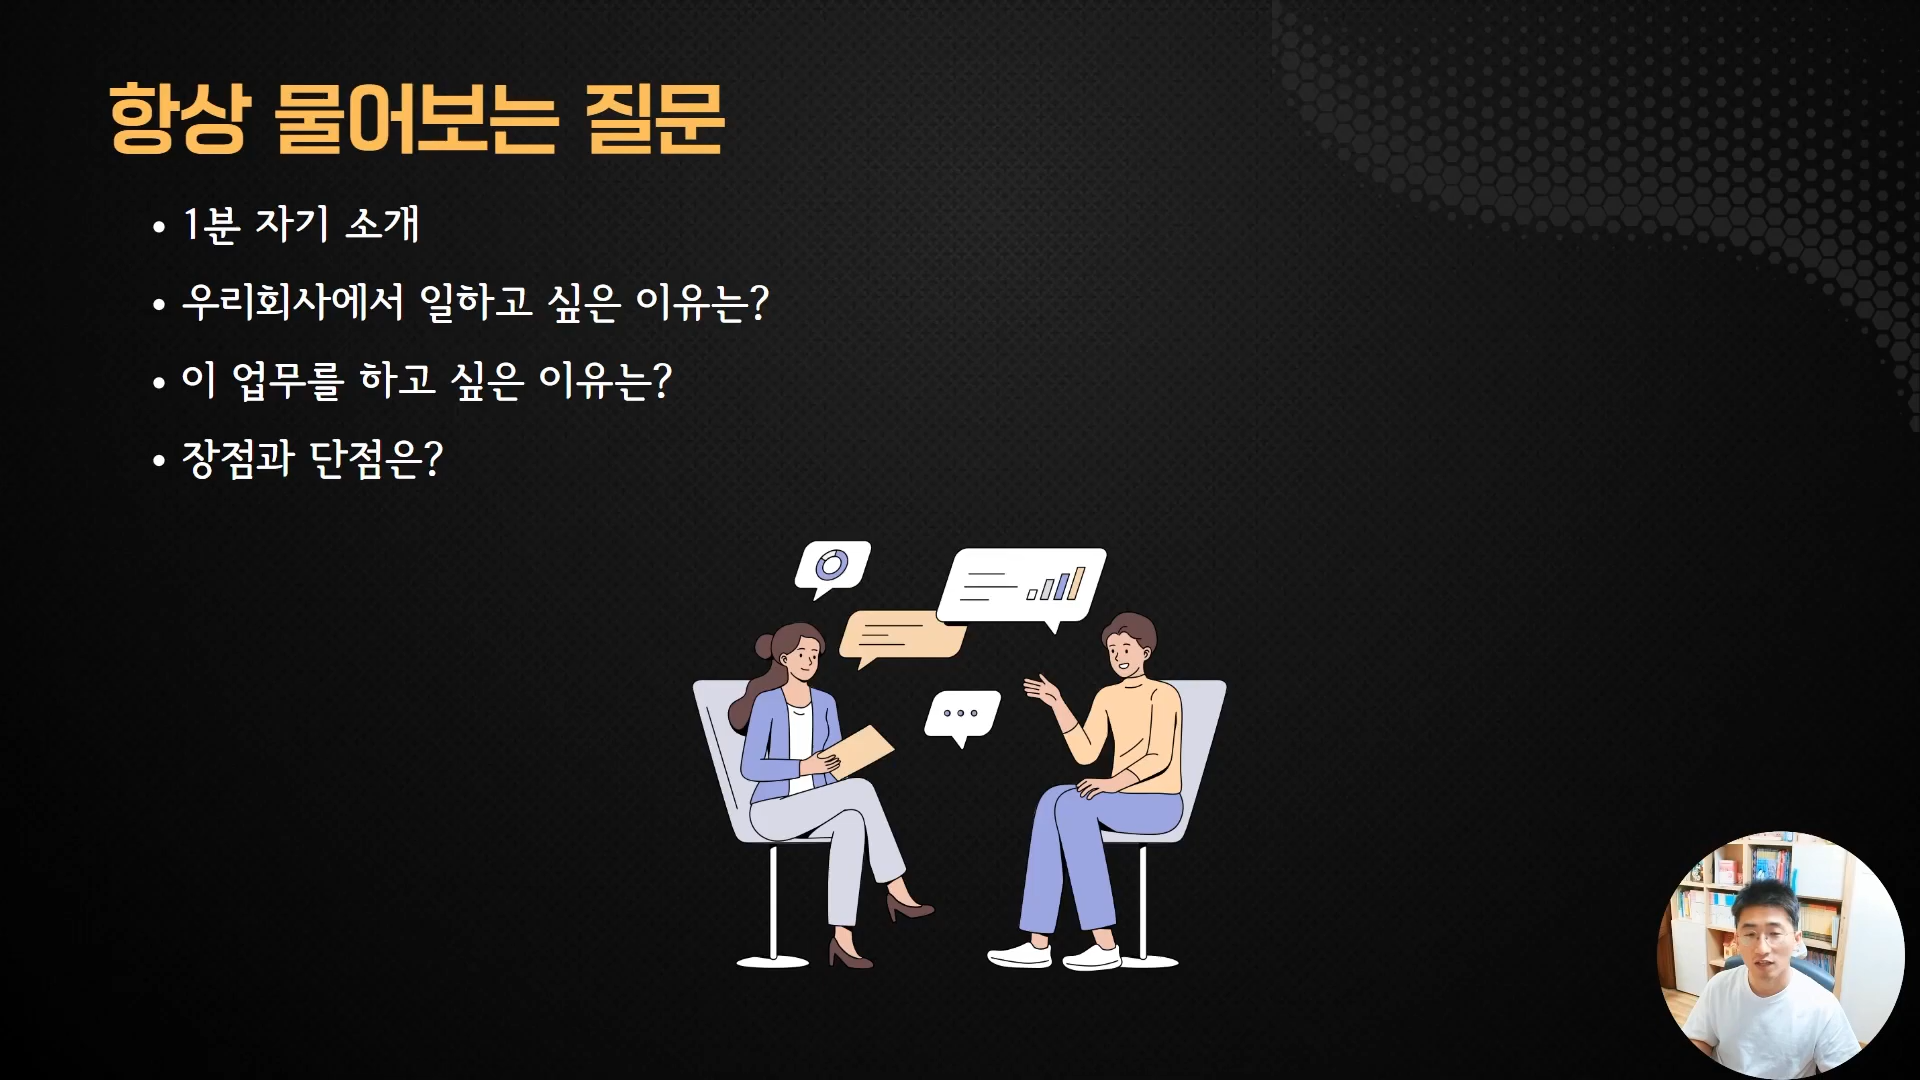 항상 물어보는 질문
• 1분 자기 소개
• 우리회사에서 일하고 싶은 이유는?
• 이 업무를 하고 싶은 이유는?
• 장점과 단점은?